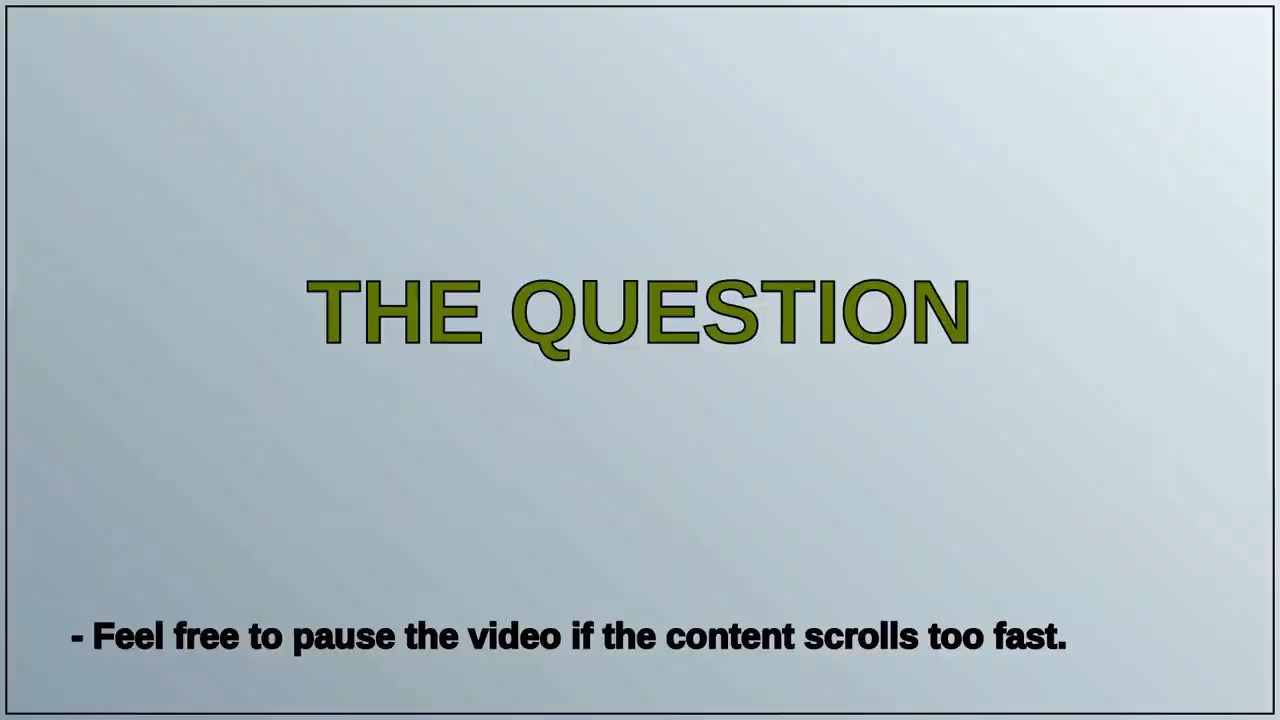 THE QUESTION
- Feel free to pause the video if the content scrolls too fast.